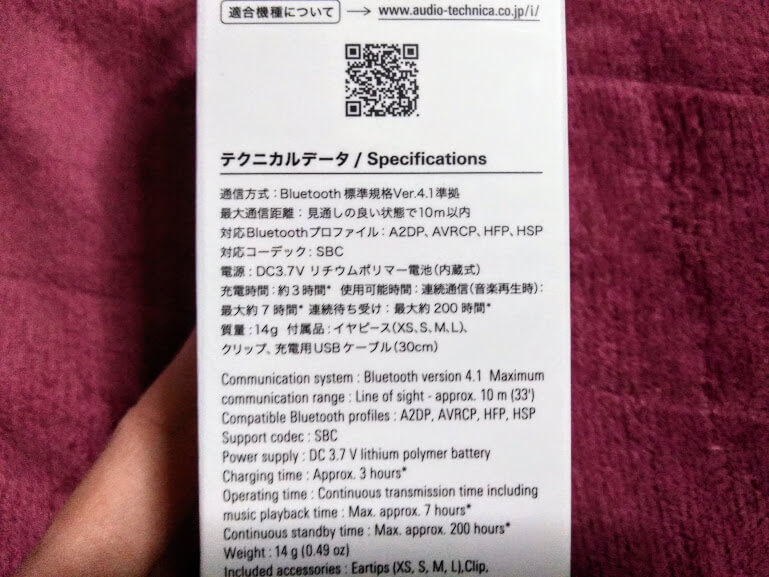 適合機種について → www.audio-technica.co.jp/i/
テクニカルデータ / Specifications
通信方式：Bluetooth 標準規格Ver.4.1準拠
最大通信距離：見通しの良い状態で10m以内
対応Bluetoothプロファイル：A2DP、AVRCP、HFP、HSP
対応コーデック：SBC
電源：DC3.7V リチウムポリマー電池（内蔵式）
充電時間：約3時間* 使用可能時間：連続通信（音楽再生時）：
最大約7時間* 連続待ち受け：最大約200時間*
質量：14g 付属品：イヤピース（XS、S、M、L）、
クリップ、充電用USBケーブル（30cm）
Communication system : Bluetooth version 4.1 Maximum
communication range : Line of sight - approx. 10 m (33')
Compatible Bluetooth profiles : A2DP, AVRCP, HFP, HSP
Support codec : SBC
Power supply : DC 3.7 V lithium polymer battery
Charging time : Approx. 3 hours*
Operating time : Continuous transmission time including
music playback time : Max. approx. 7 hours*
Continuous standby time : Max. approx. 200 hours*
Weight : 14 g (0.49 oz)
Included accessories : Eartips (XS, S, M, L),Clip,